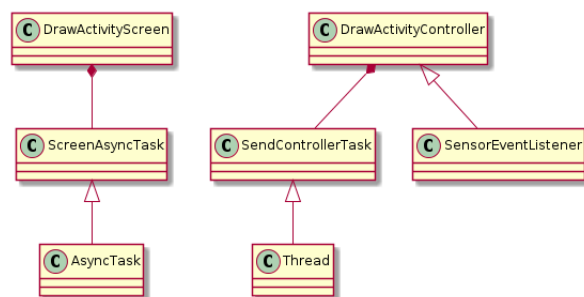 C DrawActivityScreen
C DrawActivityController
C ScreenAsyncTask
C SendControllerTask
C SensorEventListener
C AsyncTask
C Thread